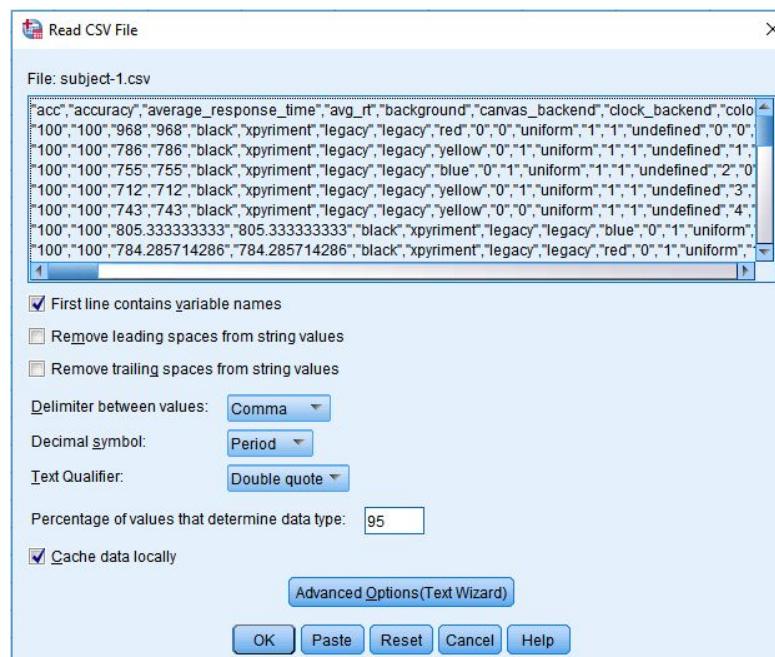 Read CSV File
File: subject-1.csv
"acc","accuracy","average_response_time","avg_rt","background","canvas_backend","clock_backend","colo
"100","100","968","968","black","xpyriment","legacy","legacy","red","0","0","uniform","1","1","undefined","0","0",
"100","100","786","786","black","xpyriment","legacy","legacy","yellow","0","1","uniform","1","1","undefined","1",
"100","100","755","755","black","xpyriment","legacy","legacy","blue","0","1","uniform","1","1","undefined","2","0"
"100","100","712","712","black","xpyriment","legacy","legacy","yellow","0","1","uniform","1","1","undefined","3",
"100","100","743","743","black","xpyriment","legacy","legacy","yellow","0","0","uniform","1","1","undefined","4",
"100","100","805.333333333","805.333333333","black","xpyriment","legacy","legacy","blue","0","1","uniform",
"100","100","784.285714286","784.285714286","black","xpyriment","legacy","legacy","red","0","1","uniform",
First line contains variable names
Remove leading spaces from string values
Remove trailing spaces from string values
Delimiter between values: Comma
Decimal symbol: Period
Text Qualifier: Double quote
Percentage of values that determine data type: 95
Cache data locally
Advanced Options(Text Wizard)
OK Paste Reset Cancel Help